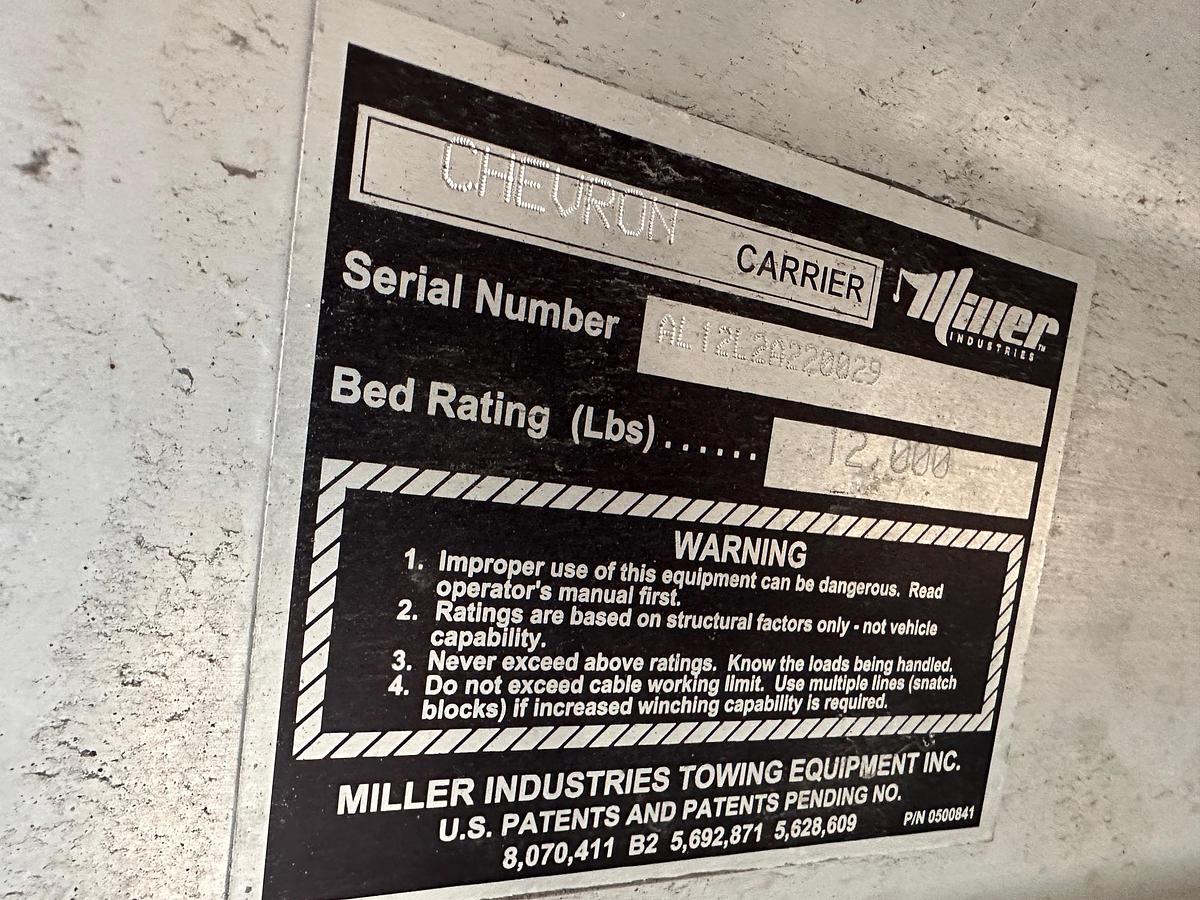 CHEVRON CARRIER
Miller™
INDUSTRIES
Serial Number AL12L2A220029
Bed Rating (Lbs)...... 12,000
WARNING
1. Improper use of this equipment can be dangerous. Read
operator's manual first.
2. Ratings are based on structural factors only - not vehicle
capability.
3. Never exceed above ratings. Know the loads being handled.
4. Do not exceed cable working limit. Use multiple lines (snatch
blocks) if increased winching capability is required.
MILLER INDUSTRIES TOWING EQUIPMENT INC.
U.S. PATENTS AND PATENTS PENDING NO.
8,070,411 B2 5,692,871 5,628,609
P/N 0500841